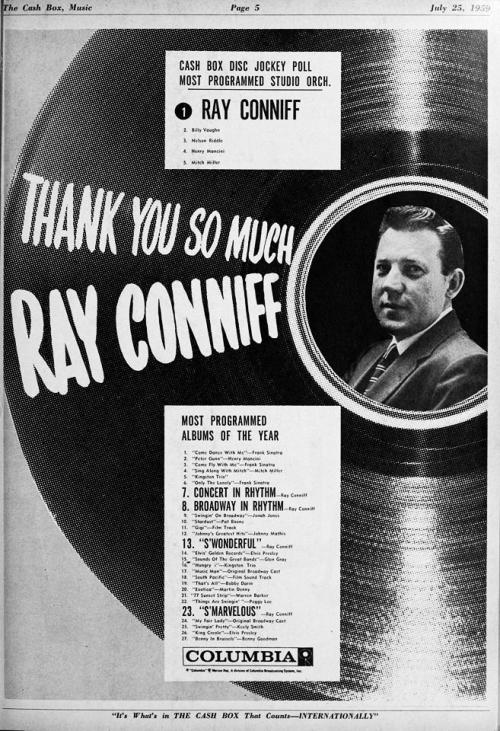 The Cash Box, Music Page 5 July 25, 1959
CASH BOX DISC JOCKEY POLL
MOST PROGRAMMED STUDIO ORCH.
1 RAY CONNIFF
2. Billy Vaughn
3. Nelson Riddle
4. Henry Mancini
5. Mitch Miller
THANK YOU SO MUCH
RAY CONNIFF
MOST PROGRAMMED
ALBUMS OF THE YEAR
1. "Come Dance With Me"—Frank Sinatra
2. "Peter Gunn"—Henry Mancini
3. "Come Fly With Me"—Frank Sinatra
4. "Sing Along With Mitch"—Mitch Miller
5. "Kingston Trio"
6. "Only The Lonely"—Frank Sinatra
7. CONCERT IN RHYTHM—Ray Conniff
8. BROADWAY IN RHYTHM—Ray Conniff
9. "Swingin' On Broadway"—Jonah Jones
10. "Stardust"—Pat Boone
11. "Gigi"—Film Track
12. "Johnny's Greatest Hits"—Johnny Mathis
13. "S'WONDERFUL"—Ray Conniff
14. "Elvis' Golden Records"—Elvis Presley
15. "Sounds Of The Great Bands"—Glen Gray
16. "Hungry i"—Kingston Trio
17. "Music Man"—Original Broadway Cast
18. "South Pacific"—Film Sound Track
19. "That's All"—Bobby Darin
20. "Exotica"—Martin Denny
21. "77 Sunset Strip"—Warren Barker
22. "Things Are Swingin'"—Peggy Lee
23. "S'MARVELOUS"—Ray Conniff
24. "My Fair Lady"—Original Broadway Cast
25. "Swingin' Pretty"—Keely Smith
26. "King Creole"—Elvis Presley
27. "Benny In Brussels"—Benny Goodman
COLUMBIA
® "Columbia" ® Marcas Reg. A division of Columbia Broadcasting System, Inc.
"It's What's in THE CASH BOX That Counts—INTERNATIONALLY"